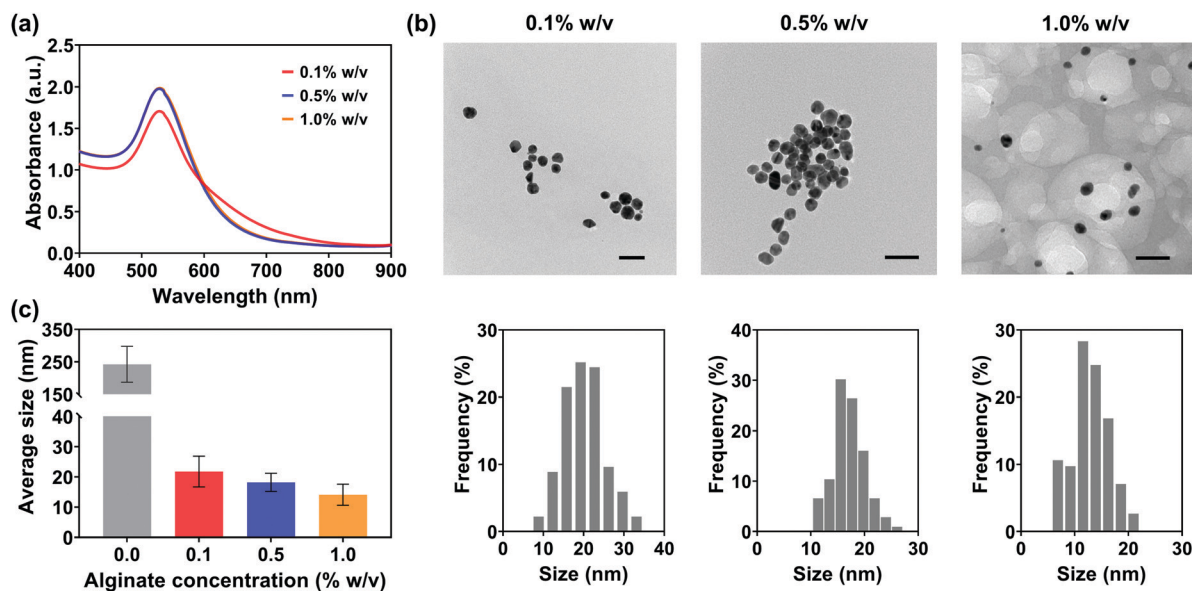 (a)
Absorbance (a.u.)
2.5
2.0
1.5
1.0
0.5
0.0
400 500 600 700 800 900
Wavelength (nm)
0.1% w/v
0.5% w/v
1.0% w/v
(b)
0.1% w/v 0.5% w/v 1.0% w/v
Frequency (%)
30
20
10
0
0 10 20 30 40
Size (nm)
Frequency (%)
40
30
20
10
0
0 10 20 30
Size (nm)
Frequency (%)
30
20
10
0
0 10 20 30
Size (nm)
(c)
Average size (nm)
350
250
150
40
30
20
10
0
0.0 0.1 0.5 1.0
Alginate concentration (% w/v)